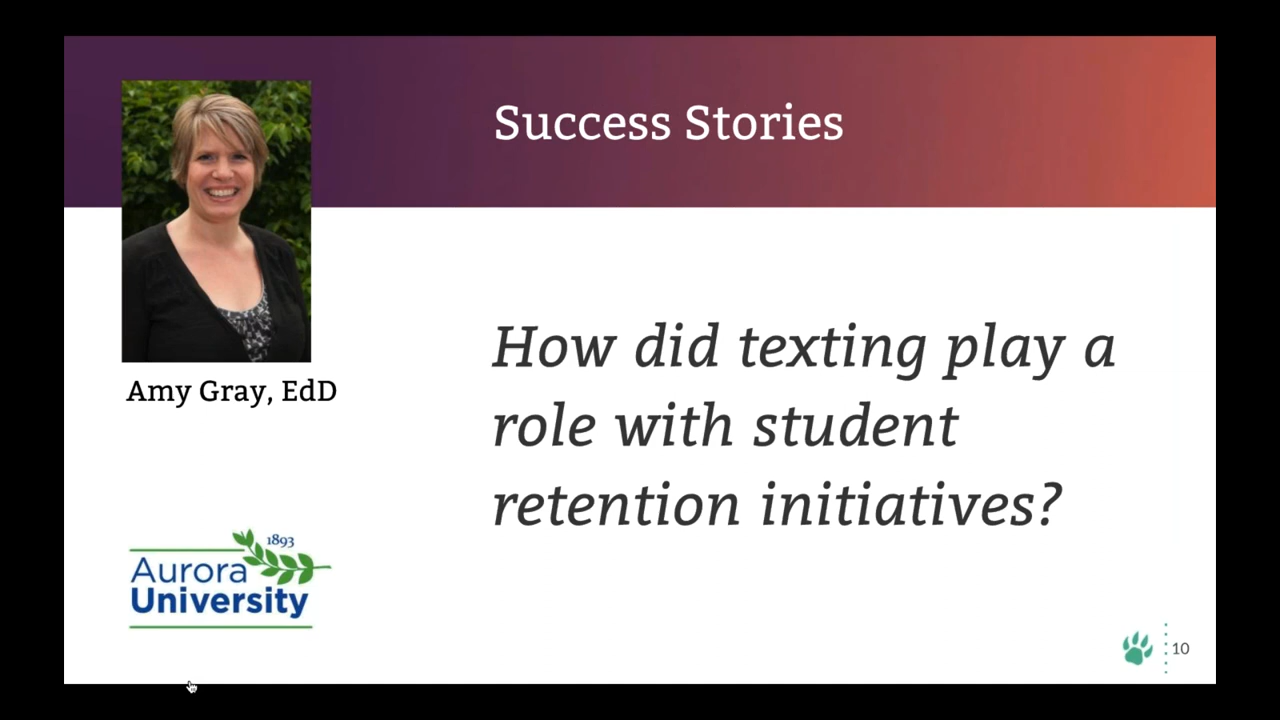 Success Stories
Amy Gray, EdD
How did texting play a
role with student
retention initiatives?
1893
Aurora
University
10